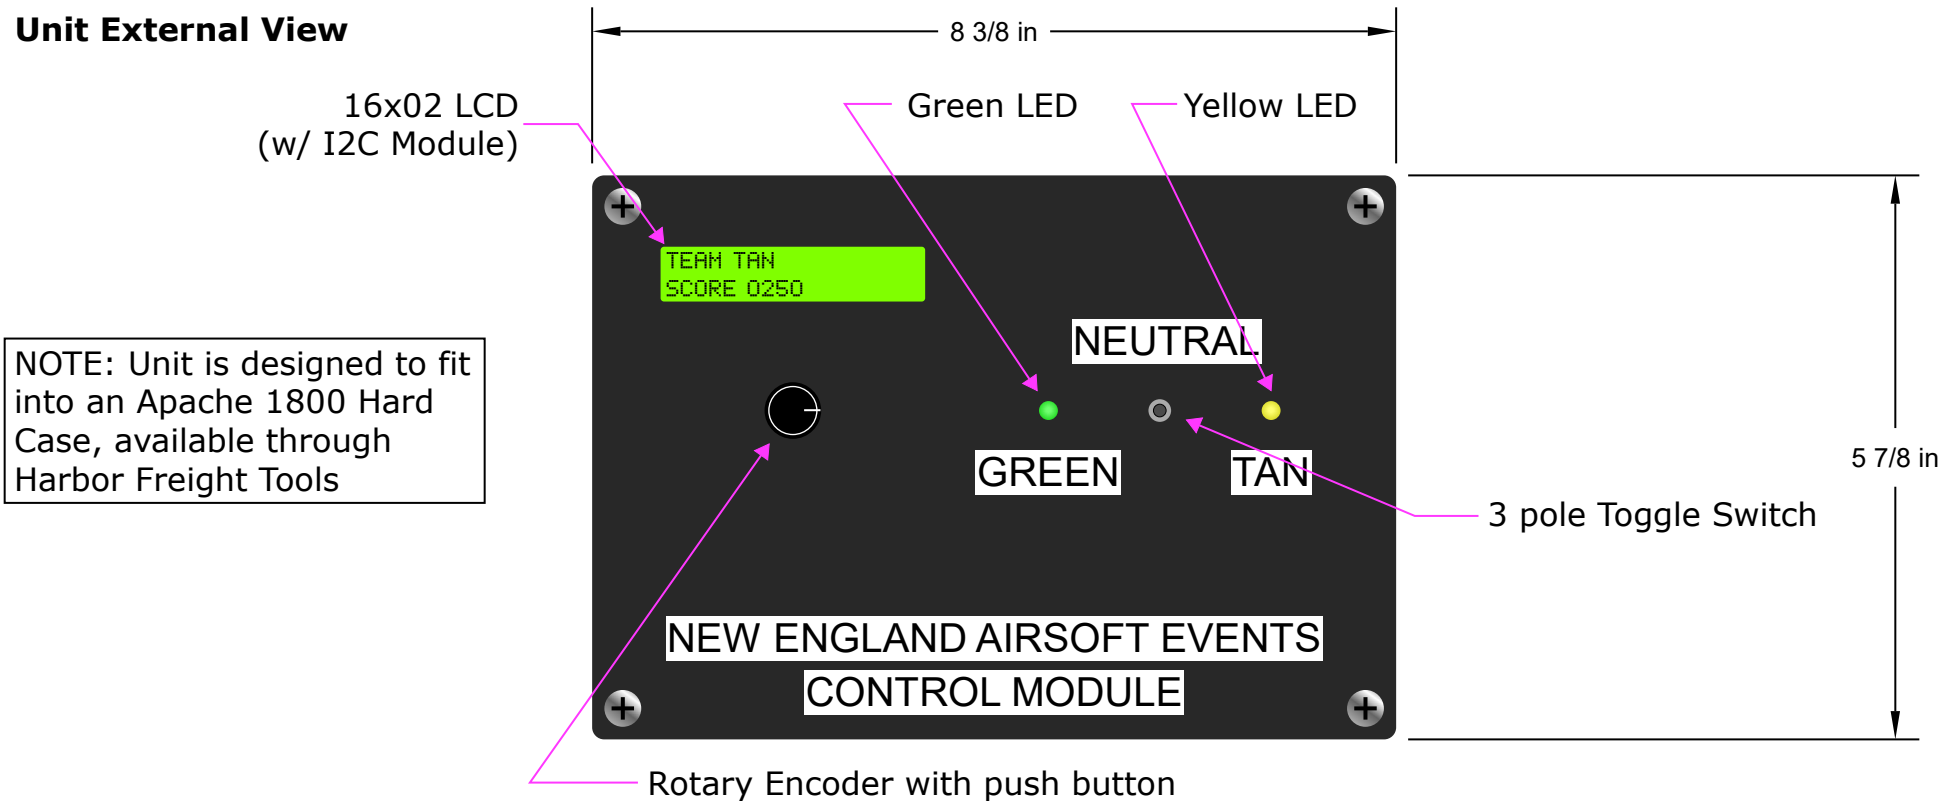 Unit External View
8 3/8 in
16x02 LCD
(w/ I2C Module)
Green LED
Yellow LED
TEAM TAN
SCORE 0250
NEUTRAL
NOTE: Unit is designed to fit
into an Apache 1800 Hard
Case, available through
Harbor Freight Tools
GREEN
TAN
5 7/8 in
3 pole Toggle Switch
NEW ENGLAND AIRSOFT EVENTS
CONTROL MODULE
Rotary Encoder with push button